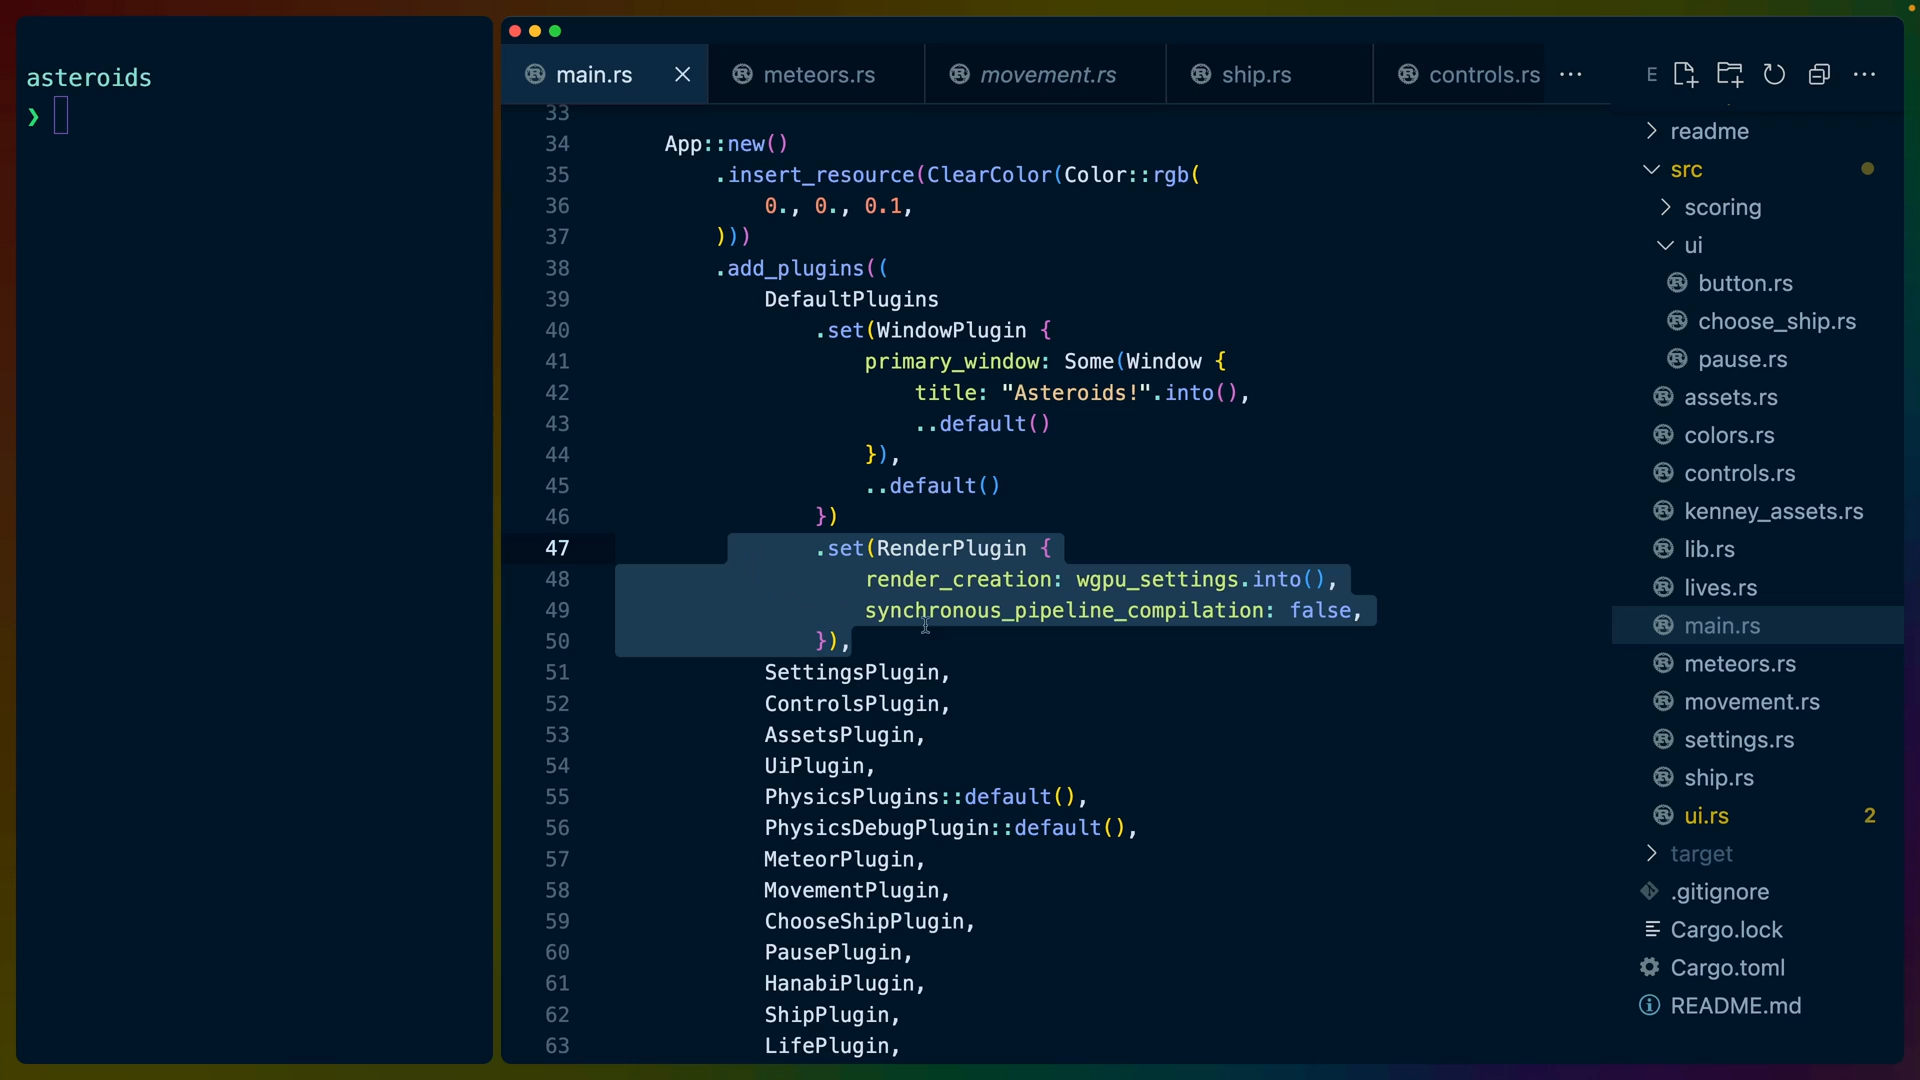 asteroids
❯
main.rs
meteors.rs
movement.rs
ship.rs
controls.rs
E
33
34 App::new()
35 .insert_resource(ClearColor(Color::rgb(
36 0., 0., 0.1,
37 )))
38 .add_plugins((
39 DefaultPlugins
40 .set(WindowPlugin {
41 primary_window: Some(Window {
42 title: "Asteroids!".into(),
43 ..default()
44 }),
45 ..default()
46 })
47 .set(RenderPlugin {
48 render_creation: wgpu_settings.into(),
49 synchronous_pipeline_compilation: false,
50 }),
51 SettingsPlugin,
52 ControlsPlugin,
53 AssetsPlugin,
54 UiPlugin,
55 PhysicsPlugins::default(),
56 PhysicsDebugPlugin::default(),
57 MeteorPlugin,
58 MovementPlugin,
59 ChooseShipPlugin,
60 PausePlugin,
61 HanabiPlugin,
62 ShipPlugin,
63 LifePlugin,
readme
src
scoring
ui
button.rs
choose_ship.rs
pause.rs
assets.rs
colors.rs
controls.rs
kenney_assets.rs
lib.rs
lives.rs
main.rs
meteors.rs
movement.rs
settings.rs
ship.rs
ui.rs 2
target
.gitignore
Cargo.lock
Cargo.toml
README.md